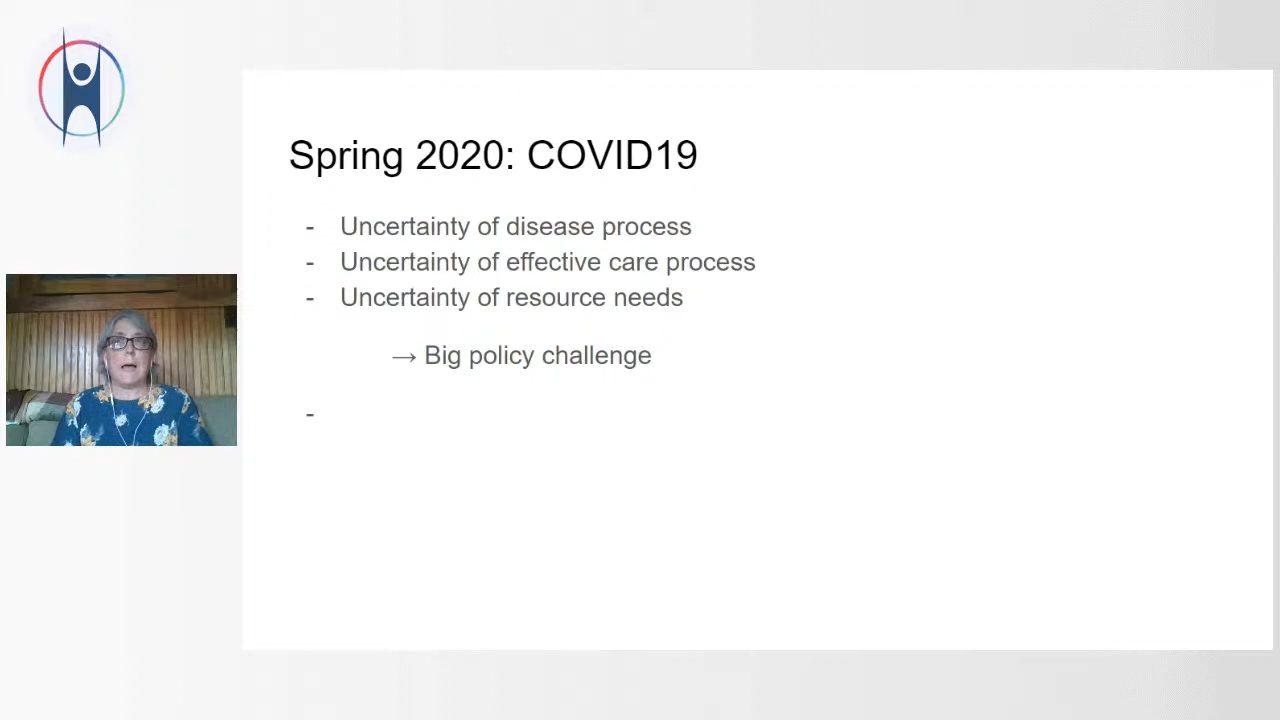 Spring 2020: COVID19
- Uncertainty of disease process
- Uncertainty of effective care process
- Uncertainty of resource needs
→ Big policy challenge
-